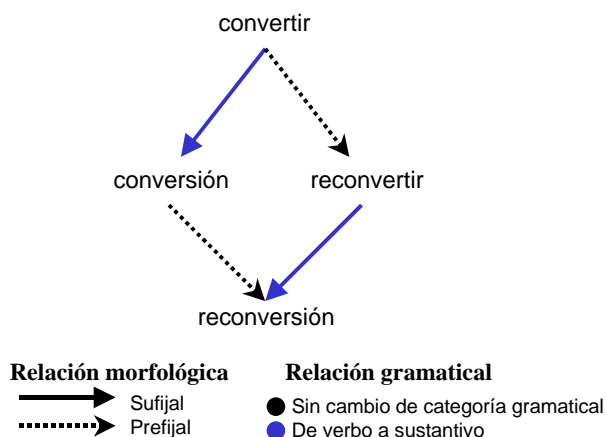 convertir
conversión reconvertir
reconversión
Relación morfológica Relación gramatical
Sufijal Sin cambio de categoría gramatical
Prefijal De verbo a sustantivo